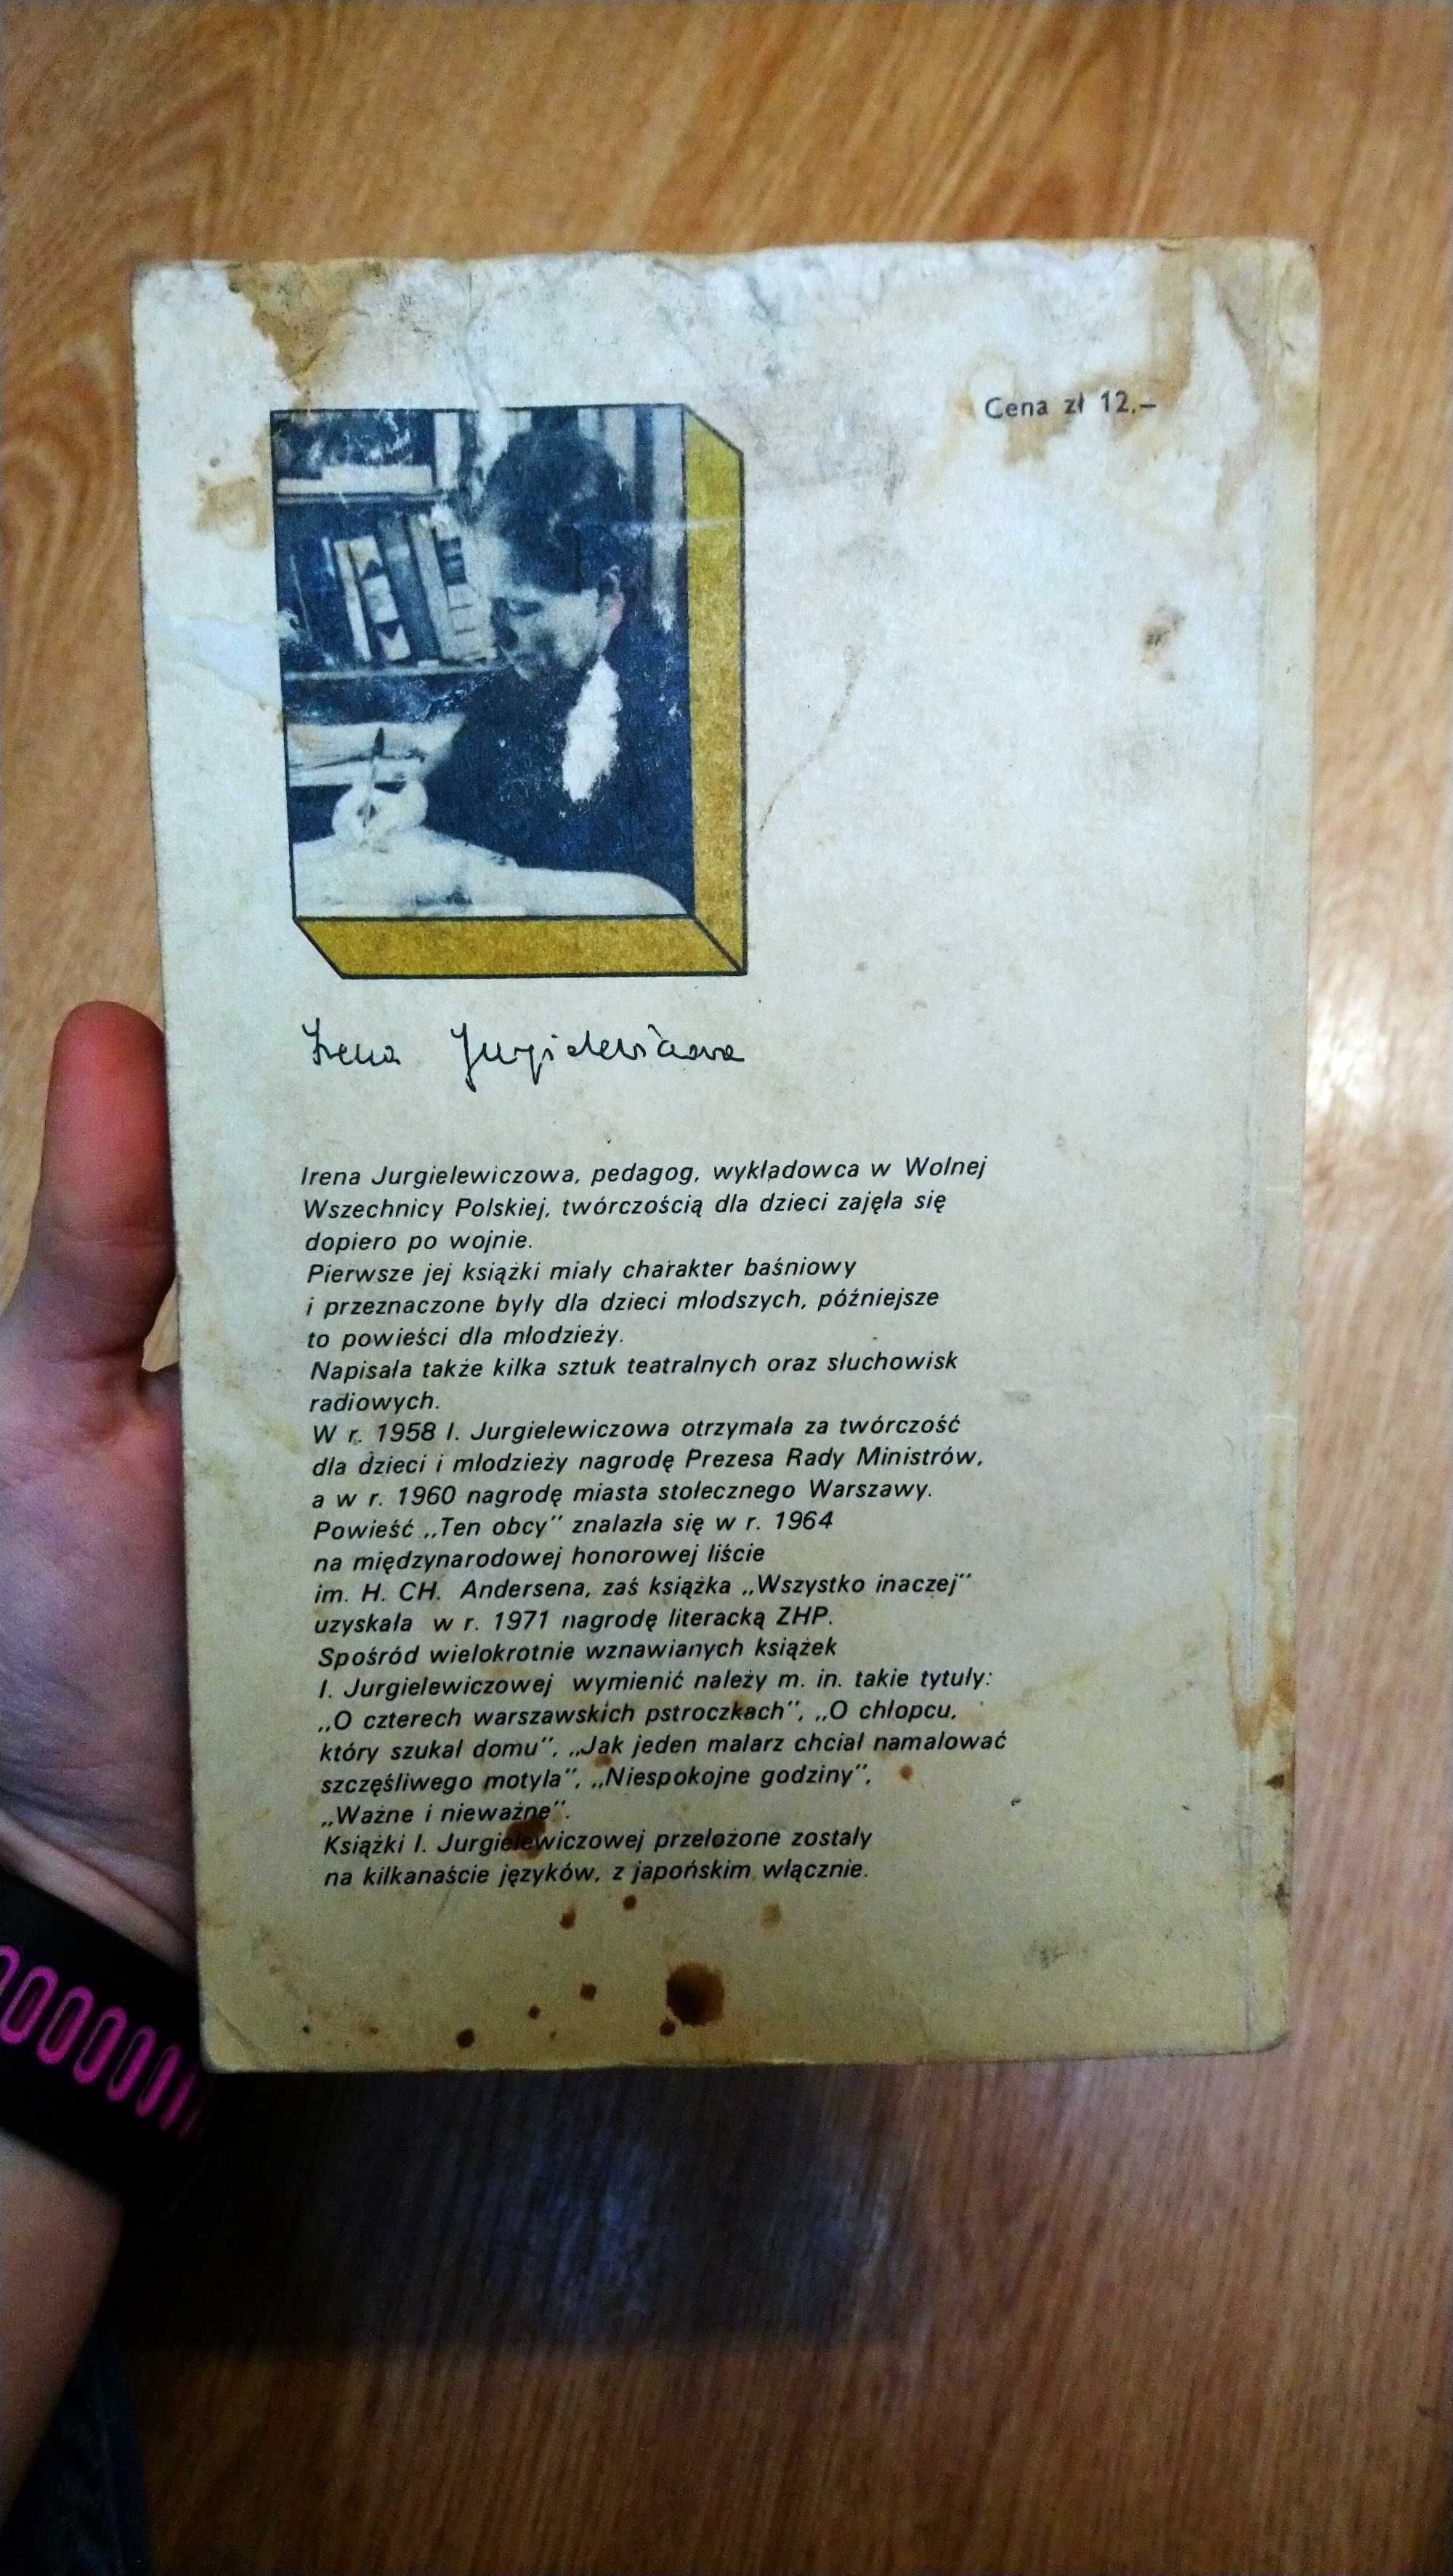 Cena zł 12,–
Irena Jurgielewiczowa
Irena Jurgielewiczowa, pedagog, wykładowca w Wolnej
Wszechnicy Polskiej, twórczością dla dzieci zajęła się
dopiero po wojnie.
Pierwsze jej książki miały charakter baśniowy
i przeznaczone były dla dzieci młodszych, późniejsze
to powieści dla młodzieży.
Napisała także kilka sztuk teatralnych oraz słuchowisk
radiowych.
W r. 1958 I. Jurgielewiczowa otrzymała za twórczość
dla dzieci i młodzieży nagrodę Prezesa Rady Ministrów,
a w r. 1960 nagrodę miasta stołecznego Warszawy.
Powieść „Ten obcy” znalazła się w r. 1964
na międzynarodowej honorowej liście
im. H. CH. Andersena, zaś książka „Wszystko inaczej”
uzyskała w r. 1971 nagrodę literacką ZHP.
Spośród wielokrotnie wznawianych książek
I. Jurgielewiczowej wymienić należy m. in. takie tytuły:
„O czterech warszawskich pstroczkach”, „O chłopcu,
który szukał domu”, „Jak jeden malarz chciał namalować
szczęśliwego motyla”, „Niespokojne godziny”,
„Ważne i nieważne”.
Książki I. Jurgielewiczowej przełożone zostały
na kilkanaście języków, z japońskim włącznie.